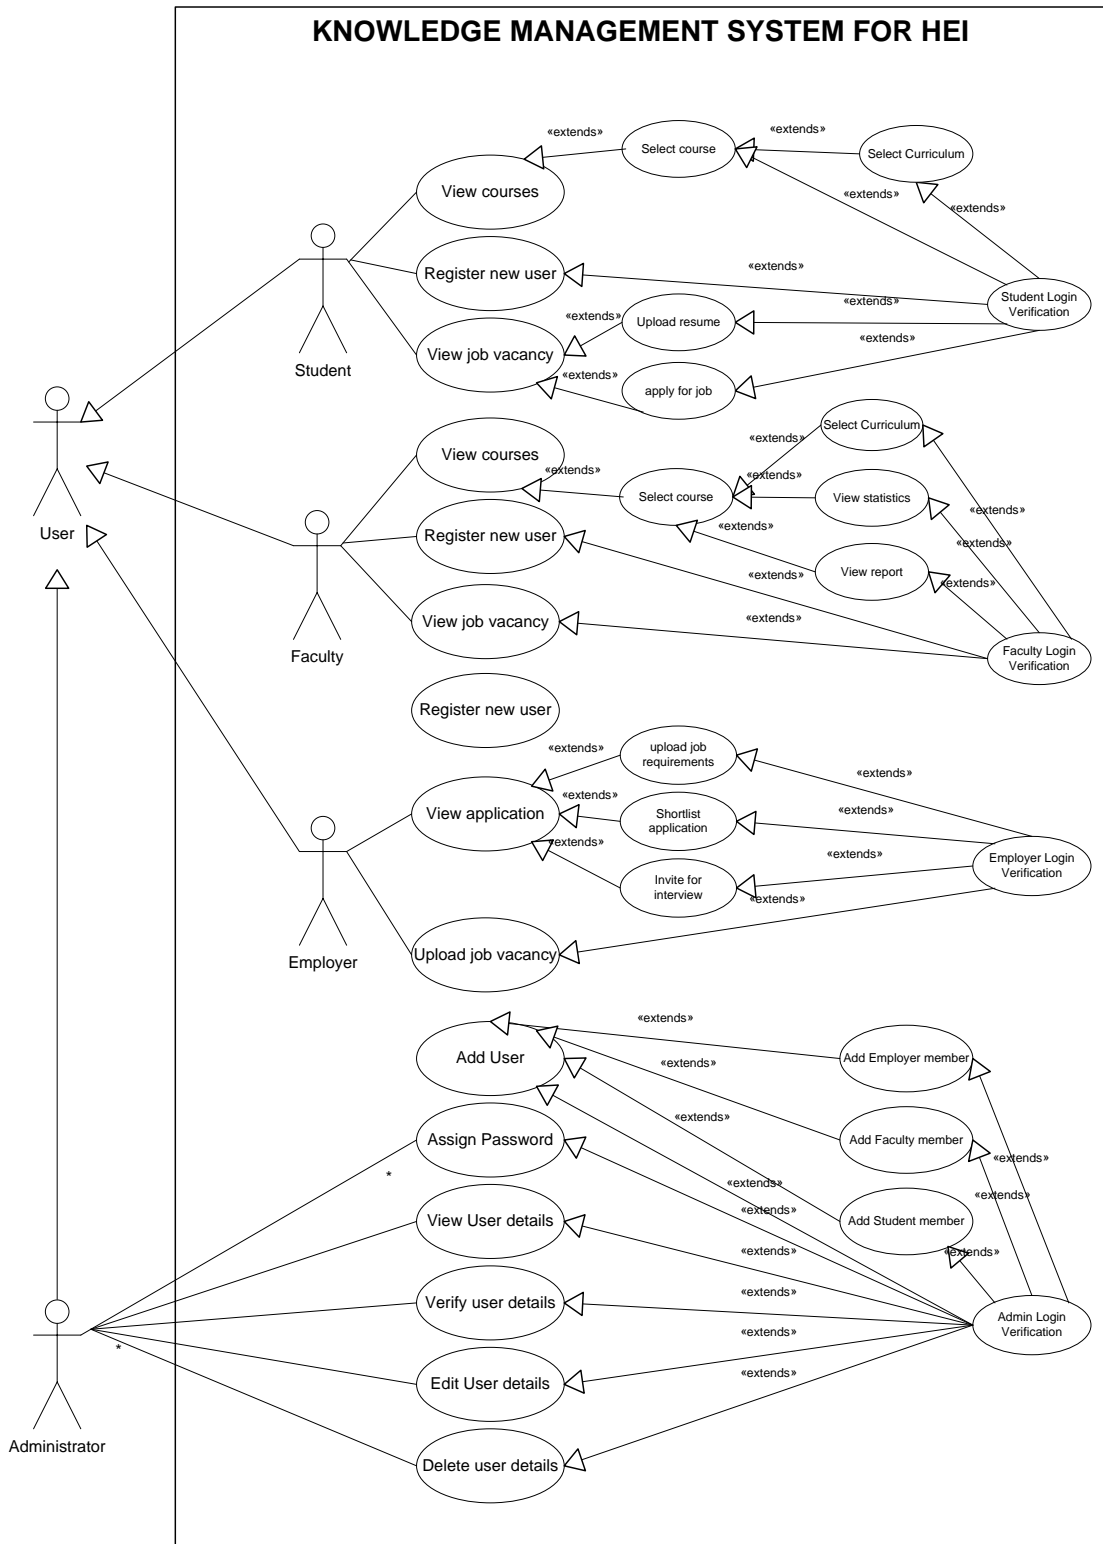 KNOWLEDGE MANAGEMENT SYSTEM FOR HEI
«extends»
«extends»
Select course
Select Curriculum
View courses
«extends»
«extends»
Register new user
«extends»
Student Login
Verification
«extends»
Upload resume
«extends»
View job vacancy
Student
«extends»
apply for job
«extends»
Select Curriculum
«extends»
View courses
«extends»
«extends»
Select course
View statistics
User
Register new user
«extends»
«extends»
View report
«extends»
«extends»
View job vacancy
«extends»
Faculty
Faculty Login
Verification
Register new user
«extends»
upload job
requirements
«extends»
«extends»
View application
Shortlist
application
«extends»
«extends»
Employer Login
Verification
«extends»
Invite for
interview
«extends»
Upload job vacancy
Employer
«extends»
Add User
Add Employer member
«extends»
«extends»
Assign Password
Add Faculty member
«extends»
*
«extends»
«extends»
«extends»
View User details
Add Student member
«extends»
«extends»
«extends»
Verify user details
Admin Login
Verification
*
«extends»
Edit User details
«extends»
Administrator
Delete user details